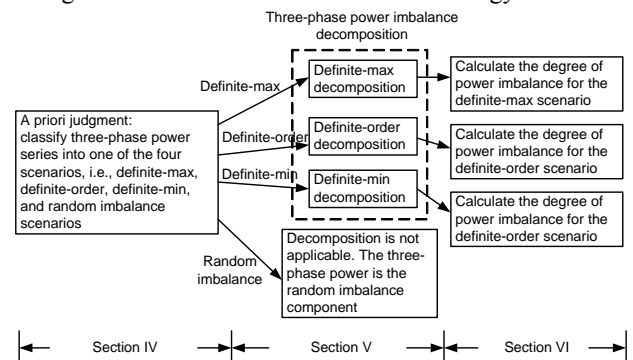 Three-phase power imbalance
decomposition
Definite-max
Definite-max
decomposition
Calculate the degree of
power imbalance for the
definite-max scenario
A priori judgment:
classify three-phase power
series into one of the four
scenarios, i.e., definite-max,
definite-order, definite-min,
and random imbalance
scenarios
Definite-order
Definite-order
decomposition
Calculate the degree of
power imbalance for the
definite-order scenario
Definite-min
Definite-min
decomposition
Calculate the degree of
power imbalance for the
definite-order scenario
Random
imbalance
Decomposition is not
applicable. The three-
phase power is the
random imbalance
component
Section IV
Section V
Section VI